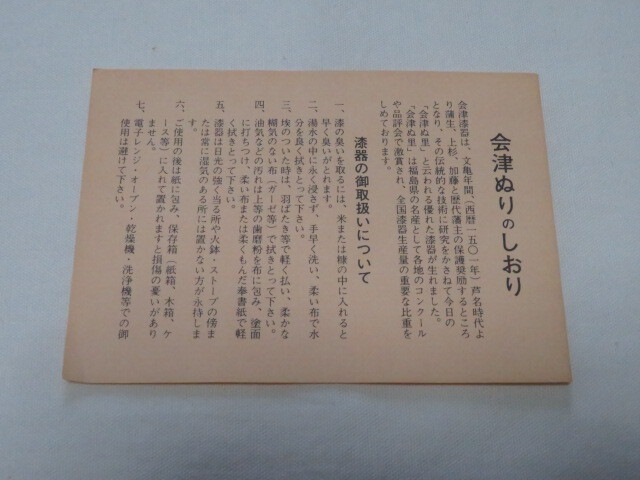 会津ぬりのしおり
会津漆器は、文亀年間（西暦一五〇一年）芦名時代よ
り蒲生、上杉、加藤と歴代藩主の保護奨励するところ
となり、その伝統的な技術に研究をかさねて今日の
「会津ぬ里」と云われる優れた漆器が生れました。
「会津ぬ里」は福島県の名産として各地のコンクール
や品評会で激賞され、全国漆器生産量の重要な比重を
しめております。
漆器の御取扱いについて
一、漆の臭いを取るには、米または糠の中に入れると
早く臭いがとれます。
二、湯水の中に永く浸さず、手早く洗い、柔い布で水
分を良く拭きとって下さい。
三、埃のついた時は、羽ばたき等で軽く払い、柔かな
糊気のない布（ガーゼ等）で拭きとって下さい。
四、油気などの汚れは上等の歯磨粉を布に包み、塗面
に打ちつけ、柔い布または柔くもんだ奉書紙で軽
く拭きとって下さい。
五、漆器は日光の強く当る所や火鉢・ストーブの傍ま
たは常に湿気のある所には置かない方が永持しま
す。
六、ご使用の後は紙に包み、保存箱（紙箱、木箱、ケ
ース等）に入れて置かれますと損傷の憂いがあり
ません。
七、電子レンジ・オーブン・乾燥機・洗浄機等での御
使用は避けて下さい。